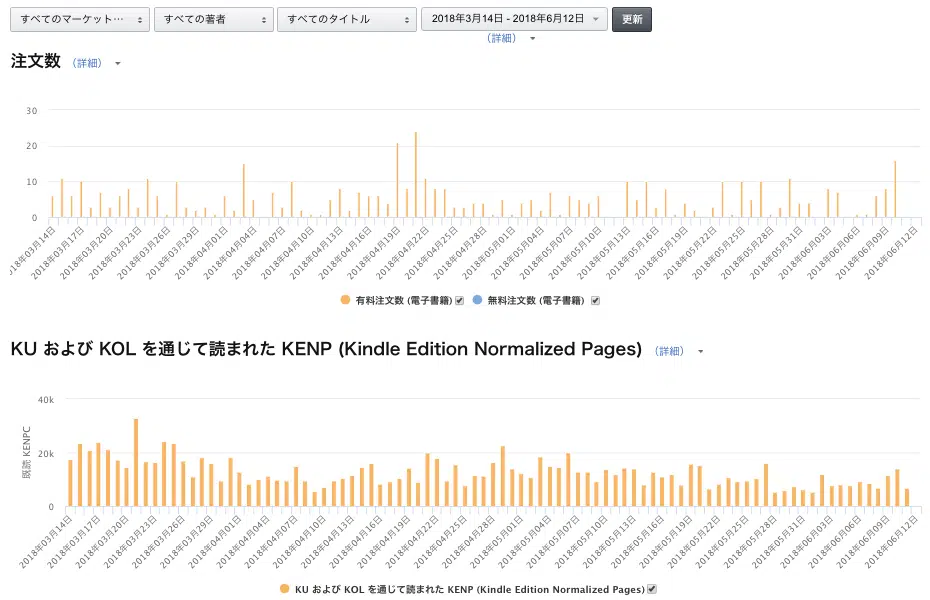 すべてのマーケット… すべての著者 すべてのタイトル 2018年3月14日 - 2018年6月12日 更新
(詳細)
注文数 (詳細)
30
20
10
0
2018年03月14日 2018年03月17日 2018年03月20日 2018年03月23日 2018年03月26日 2018年03月29日 2018年04月01日 2018年04月04日 2018年04月07日 2018年04月10日 2018年04月13日 2018年04月16日 2018年04月19日 2018年04月22日 2018年04月25日 2018年04月28日 2018年05月01日 2018年05月04日 2018年05月07日 2018年05月10日 2018年05月13日 2018年05月16日 2018年05月19日 2018年05月22日 2018年05月25日 2018年05月28日 2018年05月31日 2018年06月03日 2018年06月06日 2018年06月09日 2018年06月12日
有料注文数 (電子書籍) 無料注文数 (電子書籍)
KU および KOL を通じて読まれた KENP (Kindle Edition Normalized Pages) (詳細)
既読 KENPC
40k
20k
0
2018年03月14日 2018年03月17日 2018年03月20日 2018年03月23日 2018年03月26日 2018年03月29日 2018年04月01日 2018年04月04日 2018年04月07日 2018年04月10日 2018年04月13日 2018年04月16日 2018年04月19日 2018年04月22日 2018年04月25日 2018年04月28日 2018年05月01日 2018年05月04日 2018年05月07日 2018年05月10日 2018年05月13日 2018年05月16日 2018年05月19日 2018年05月22日 2018年05月25日 2018年05月28日 2018年05月31日 2018年06月03日 2018年06月06日 2018年06月09日 2018年06月12日
KU および KOL を通じて読まれた KENP (Kindle Edition Normalized Pages)